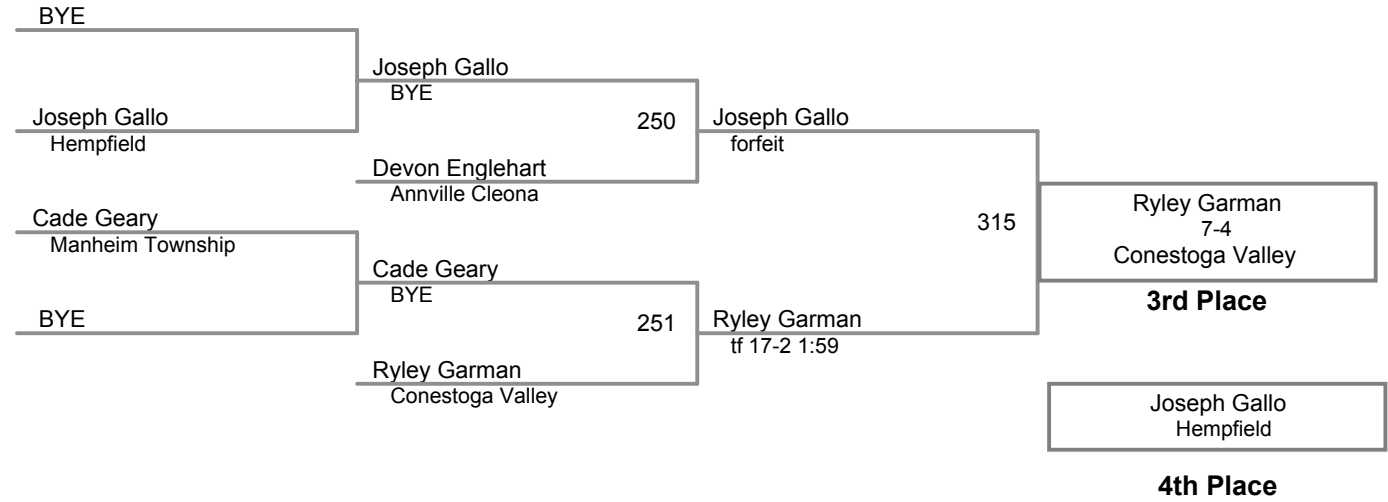 BYE
Joseph Gallo
BYE
Joseph Gallo
Hempfield
250
Joseph Gallo
forfeit
Devon Englehart
Annville Cleona
Cade Geary
Manheim Township
315
Ryley Garman
7-4
Conestoga Valley
3rd Place
Cade Geary
BYE
BYE
251
Ryley Garman
tf 17-2 1:59
Ryley Garman
Conestoga Valley
Joseph Gallo
Hempfield
4th Place